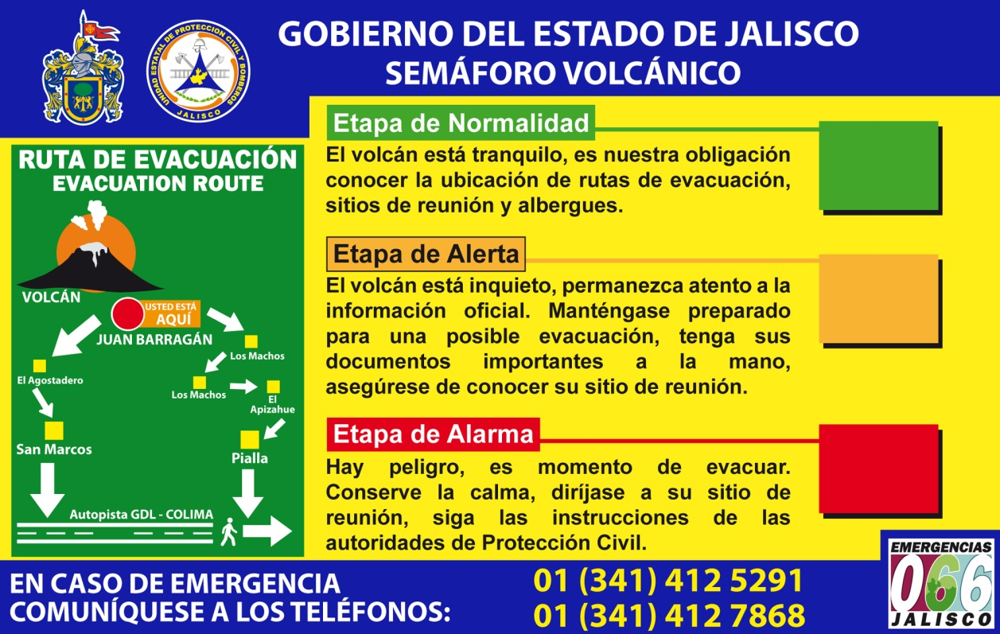 GOBIERNO DEL ESTADO DE JALISCO
SEMÁFORO VOLCÁNICO
UNIDAD ESTATAL DE PROTECCIÓN CIVIL Y BOMBEROS
JALISCO
RUTA DE EVACUACIÓN
EVACUATION ROUTE
VOLCÁN
USTED ESTÁ
AQUÍ
JUAN BARRAGÁN
Los Machos
El Agostadero
Los Machos
El
Apizahue
San Marcos
Pialla
Autopista GDL - COLIMA
Etapa de Normalidad
El volcán está tranquilo, es nuestra obligación
conocer la ubicación de rutas de evacuación,
sitios de reunión y albergues.
Etapa de Alerta
El volcán está inquieto, permanezca atento a la
información oficial. Manténgase preparado
para una posible evacuación, tenga sus
documentos importantes a la mano,
asegúrese de conocer su sitio de reunión.
Etapa de Alarma
Hay peligro, es momento de evacuar.
Conserve la calma, diríjase a su sitio de
reunión, siga las instrucciones de las
autoridades de Protección Civil.
EN CASO DE EMERGENCIA
COMUNÍQUESE A LOS TELÉFONOS:
01 (341) 412 5291
01 (341) 412 7868
EMERGENCIAS
066
JALISCO